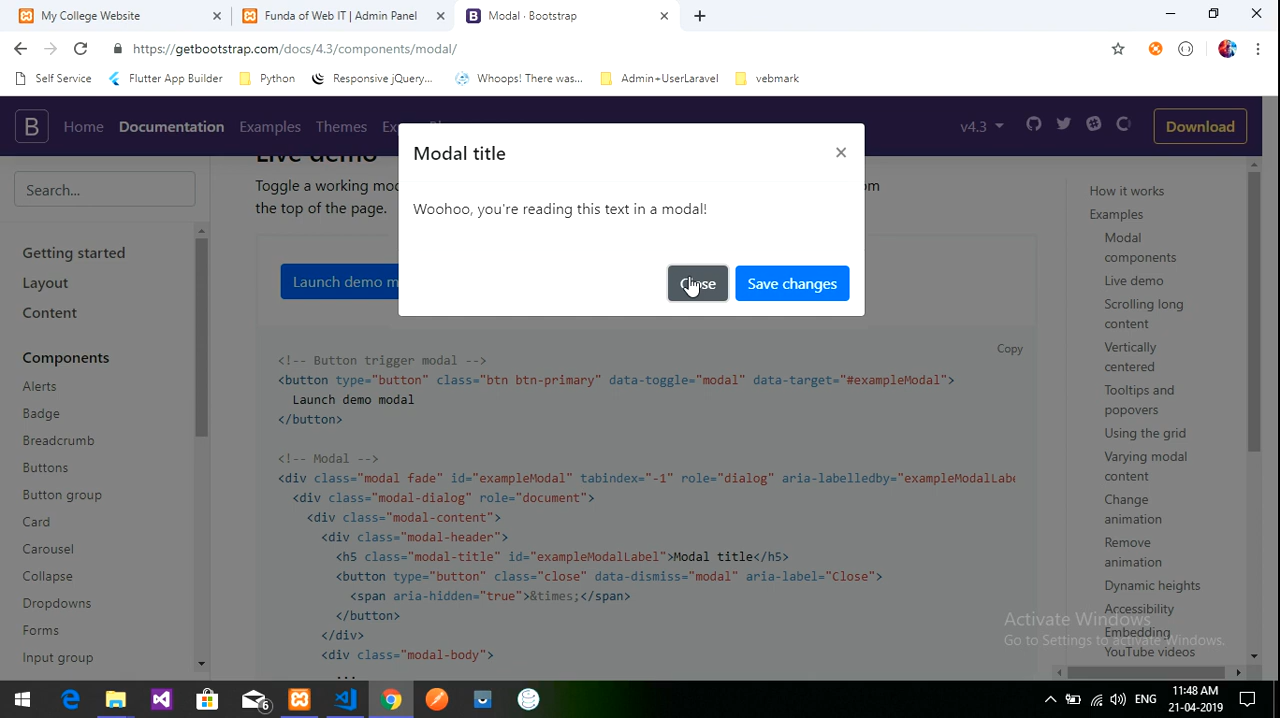 My College Website
Funda of Web IT | Admin Panel
Modal · Bootstrap
https://getbootstrap.com/docs/4.3/components/modal/
Self Service
Flutter App Builder
Python
Responsive jQuery...
Whoops! There was...
Admin+UserLaravel
vebmark
B
Home
Documentation
Examples
Themes
v4.3
Download
Modal title
×
Woohoo, you're reading this text in a modal!
Close
Save changes
Live demo
Toggle a working mo
om
the top of the page.
Launch demo m
Search...
Getting started
Layout
Content
Components
Alerts
Badge
Breadcrumb
Buttons
Button group
Card
Carousel
Collapse
Dropdowns
Forms
Input group
Copy
<!-- Button trigger modal -->
<button type="button" class="btn btn-primary" data-toggle="modal" data-target="#exampleModal">
Launch demo modal
</button>
<!-- Modal -->
<div class="modal fade" id="exampleModal" tabindex="-1" role="dialog" aria-labelledby="exampleModalLabe
<div class="modal-dialog" role="document">
<div class="modal-content">
<div class="modal-header">
<h5 class="modal-title" id="exampleModalLabel">Modal title</h5>
<button type="button" class="close" data-dismiss="modal" aria-label="Close">
<span aria-hidden="true">&times;</span>
</button>
</div>
<div class="modal-body">
...
How it works
Examples
Modal
components
Live demo
Scrolling long
content
Vertically
centered
Tooltips and
popovers
Using the grid
Varying modal
content
Change
animation
Remove
animation
Dynamic heights
Accessibility
Embedding
YouTube videos
Activate Windows
Go to Settings to activate Windows.
6
ENG
11:48 AM
21-04-2019